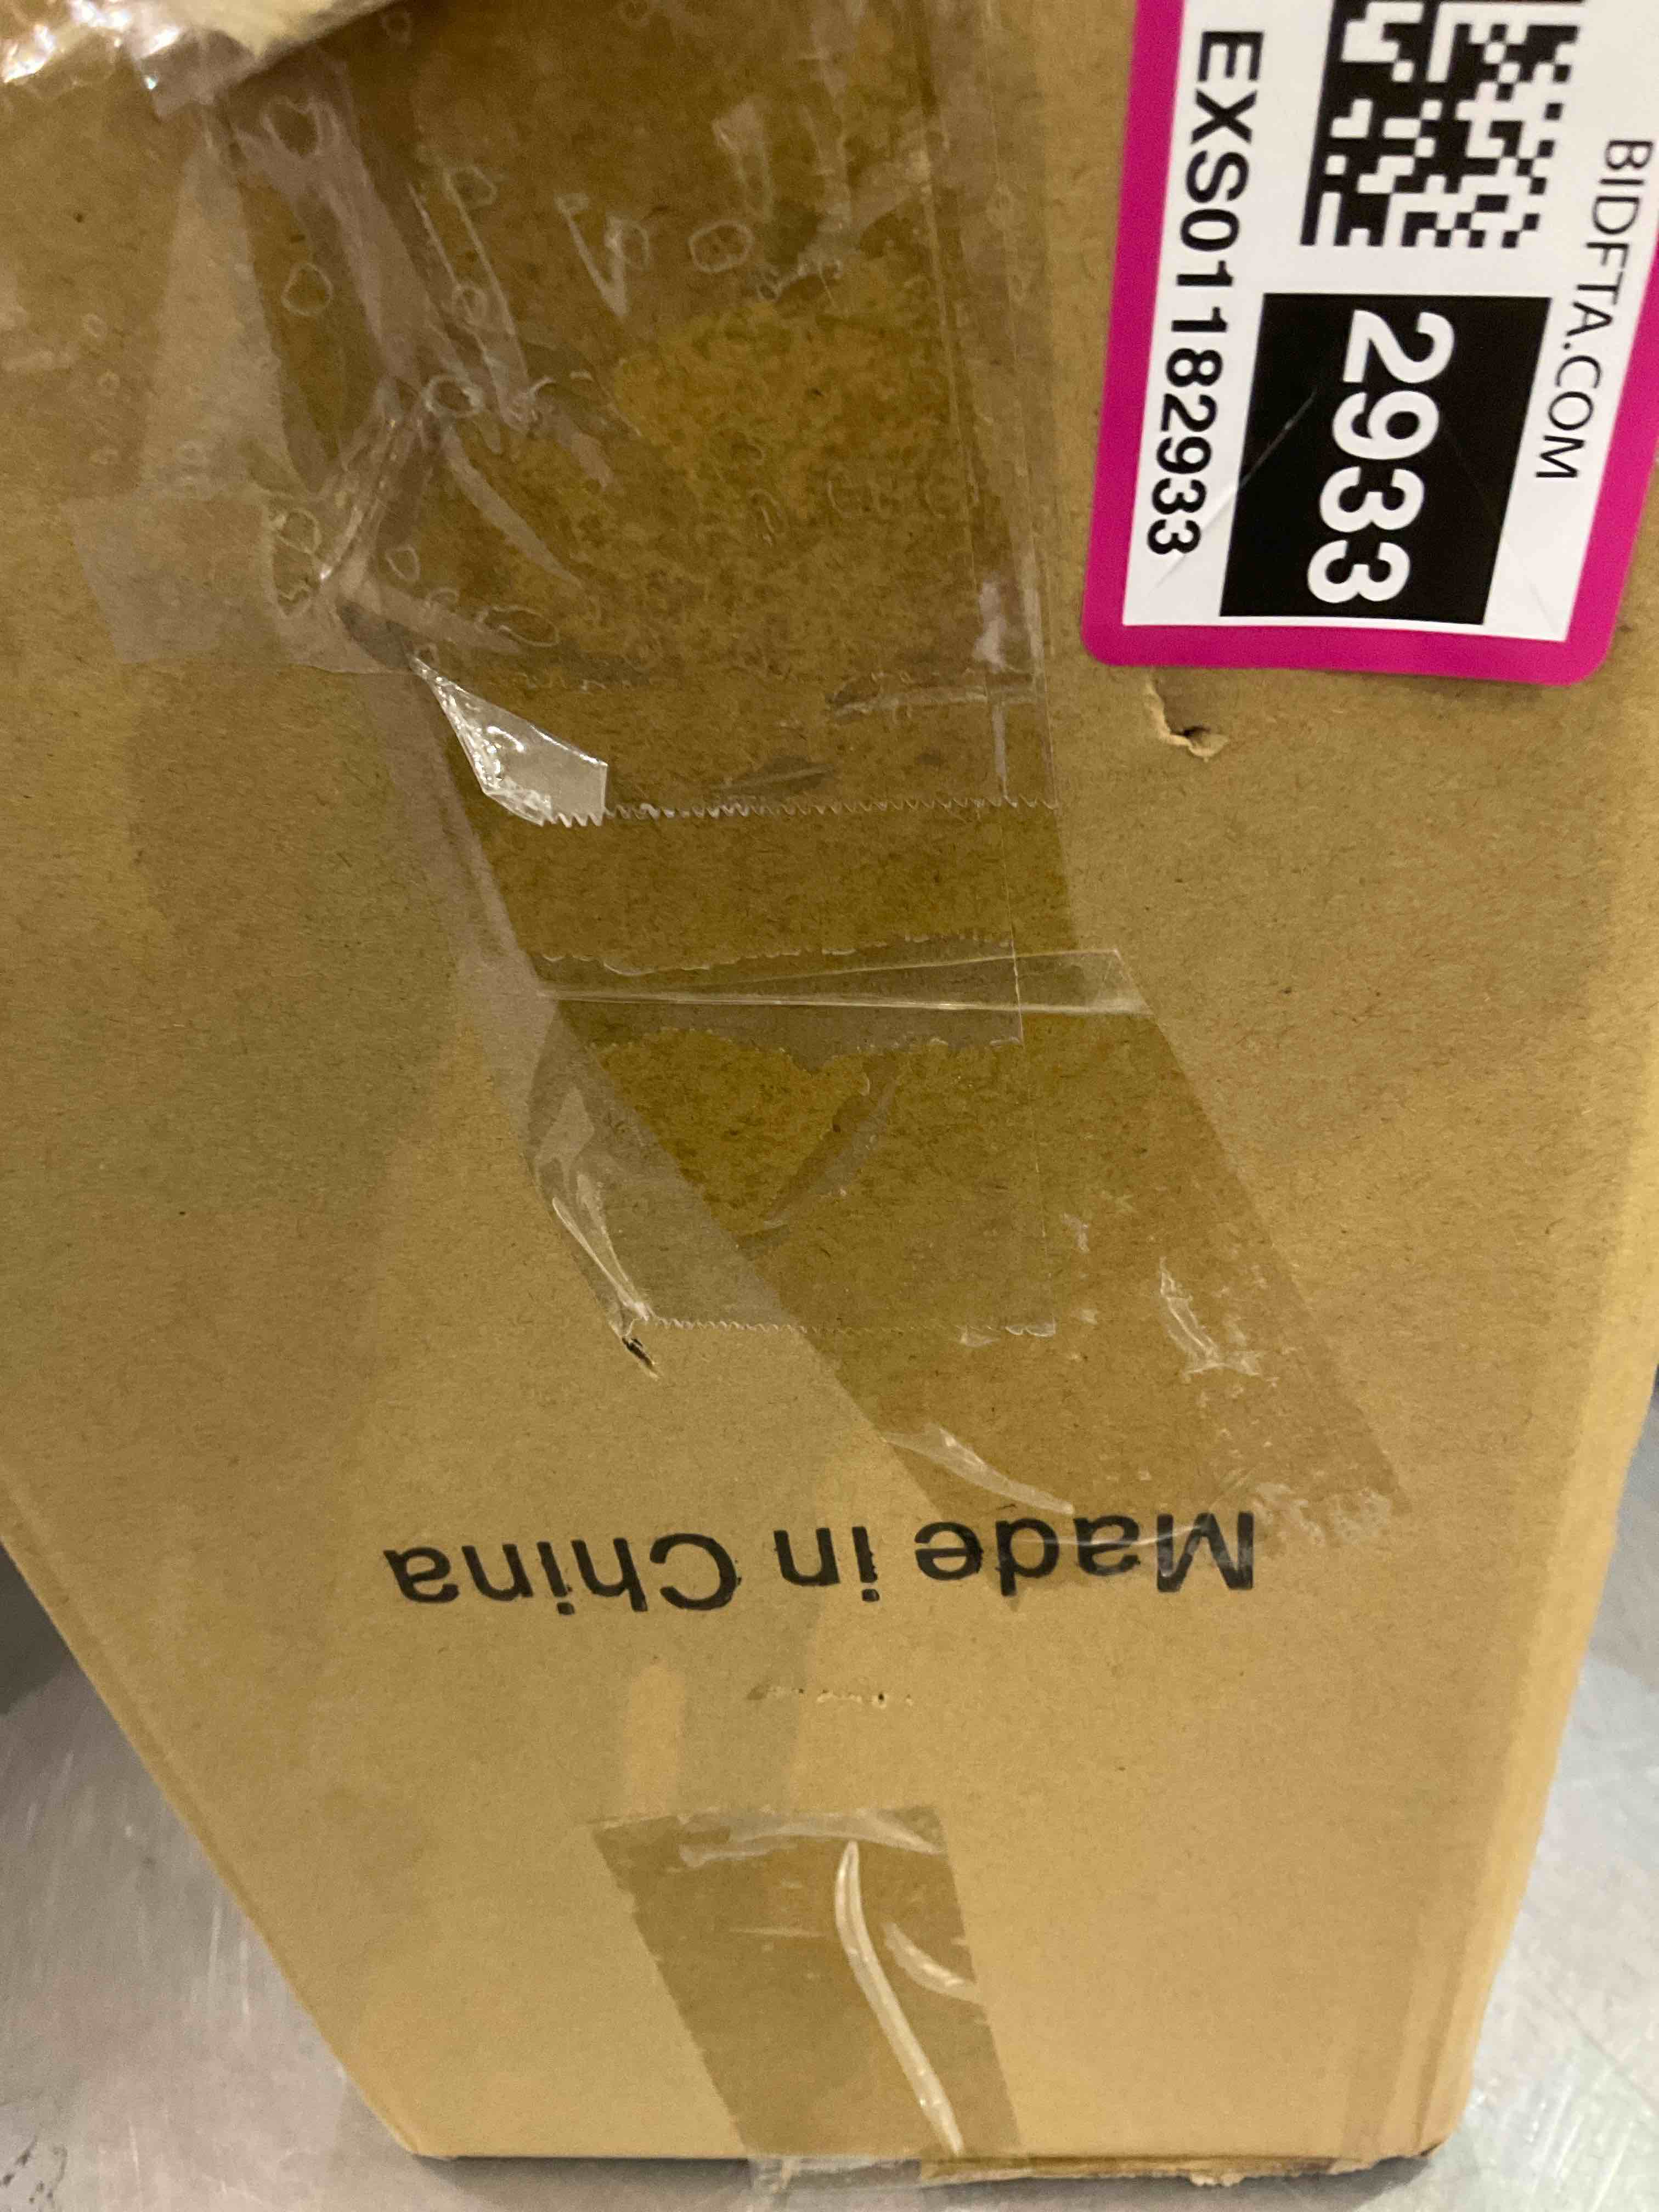 BIDFTA.COM
2933
EXS01182933
Made in China